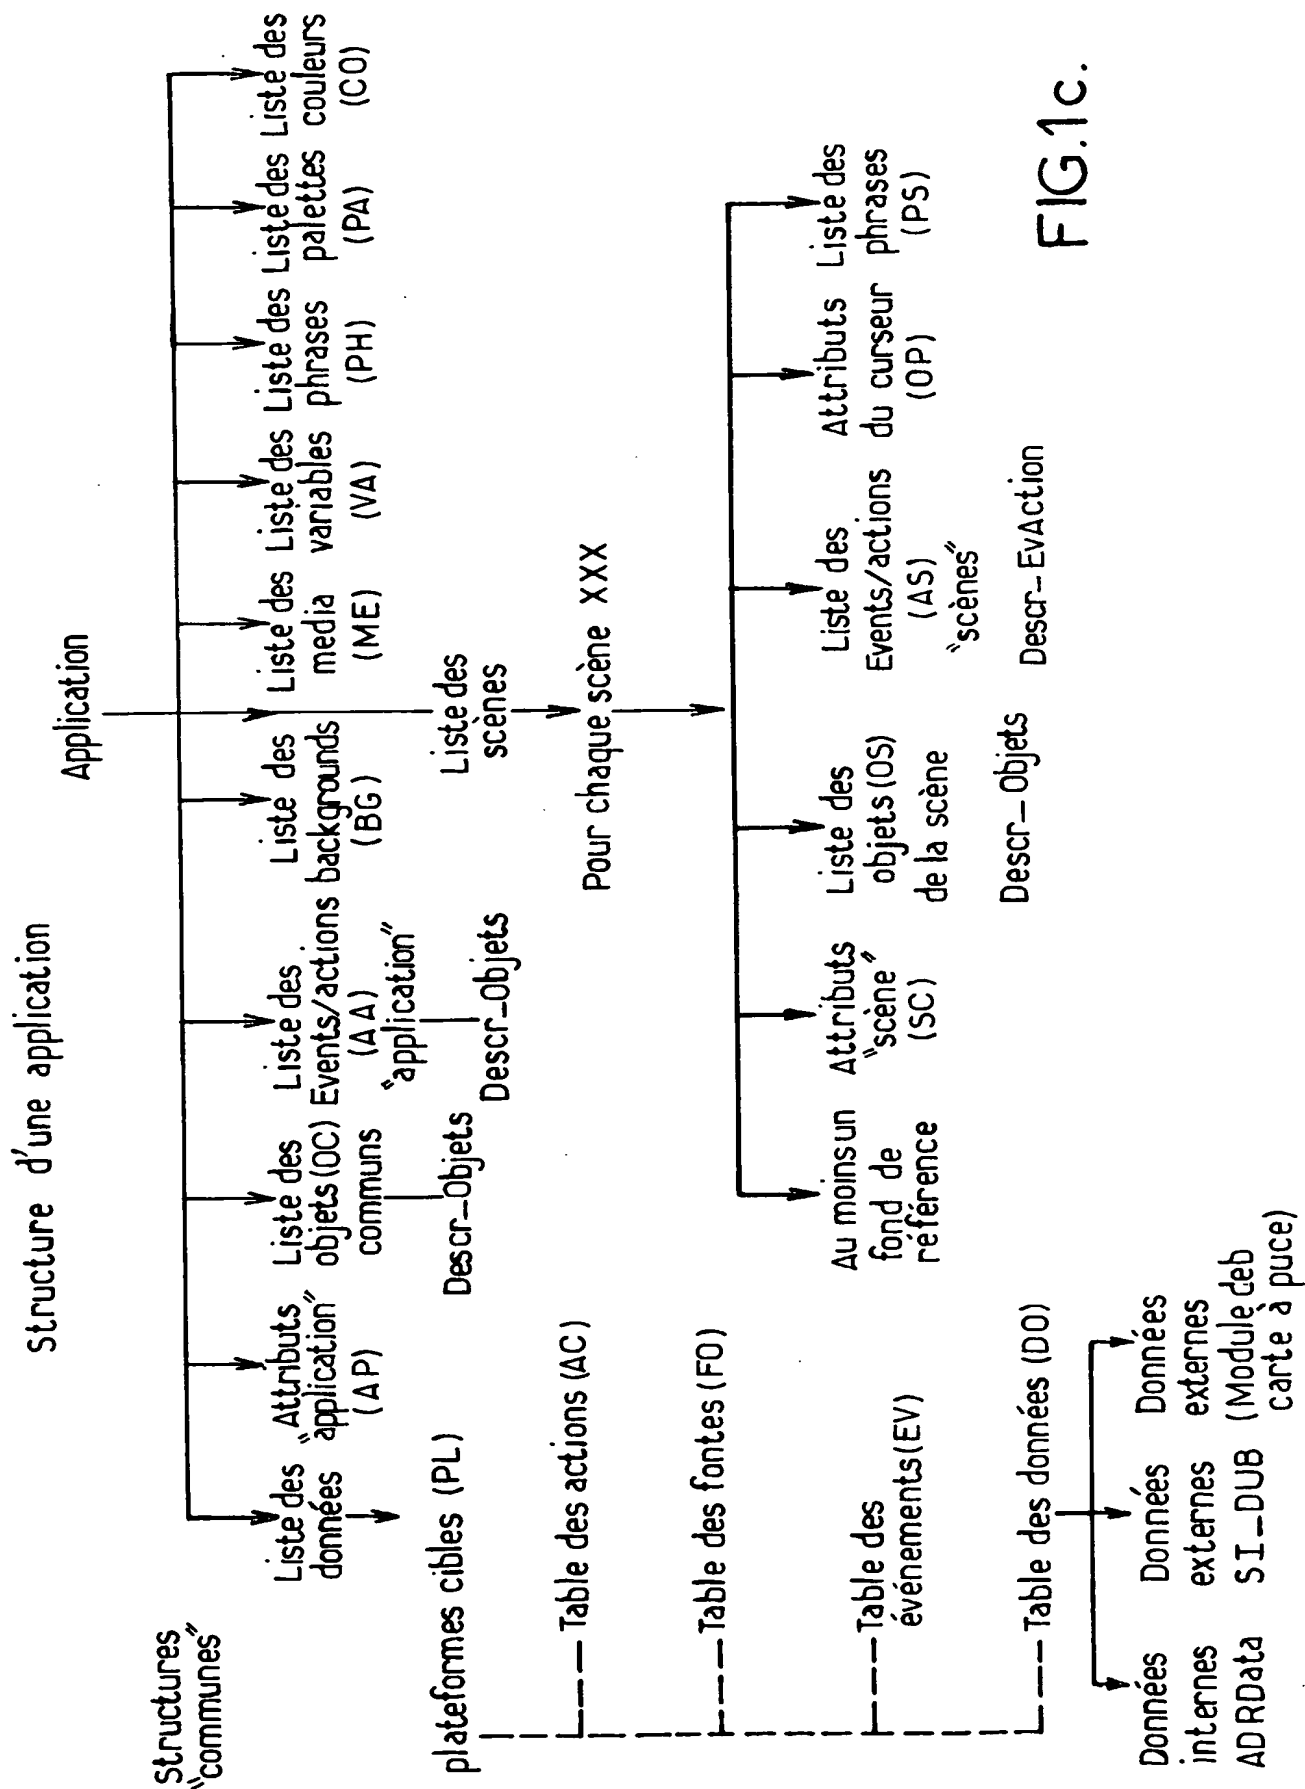 Structure d'une application
Application
Structures
"communes"
Liste des
données
"Attributs"
"application"
(AP)
Liste des
objets (OC)
communs
Descr_Objets
Liste des
Events/actions
(AA)
"application"
Descr_Objets
Liste des
backgrounds
(BG)
Liste des
scènes
Liste des
media
(ME)
Liste des
variables
(VA)
Liste des
phrases
(PH)
Liste des
palettes
(PA)
Liste des
couleurs
(CO)
plateformes cibles (PL)
Table des actions (AC)
Table des fontes (FO)
Table des
événements (EV)
Table des données (DO)
Données
internes
ADRData
Données
externes
SI_DUB
Données
externes
(Module deb
carte à puce)
Pour chaque scène XXX
Au moins un
fond de
référence
Attributs
"scène"
(SC)
Liste des
objets (OS)
de la scène
Descr_Objets
Liste des
Events/actions
(AS)
"scènes"
Descr_EvAction
Attributs
du curseur
(OP)
Liste des
phrases
(PS)
FIG.1c.